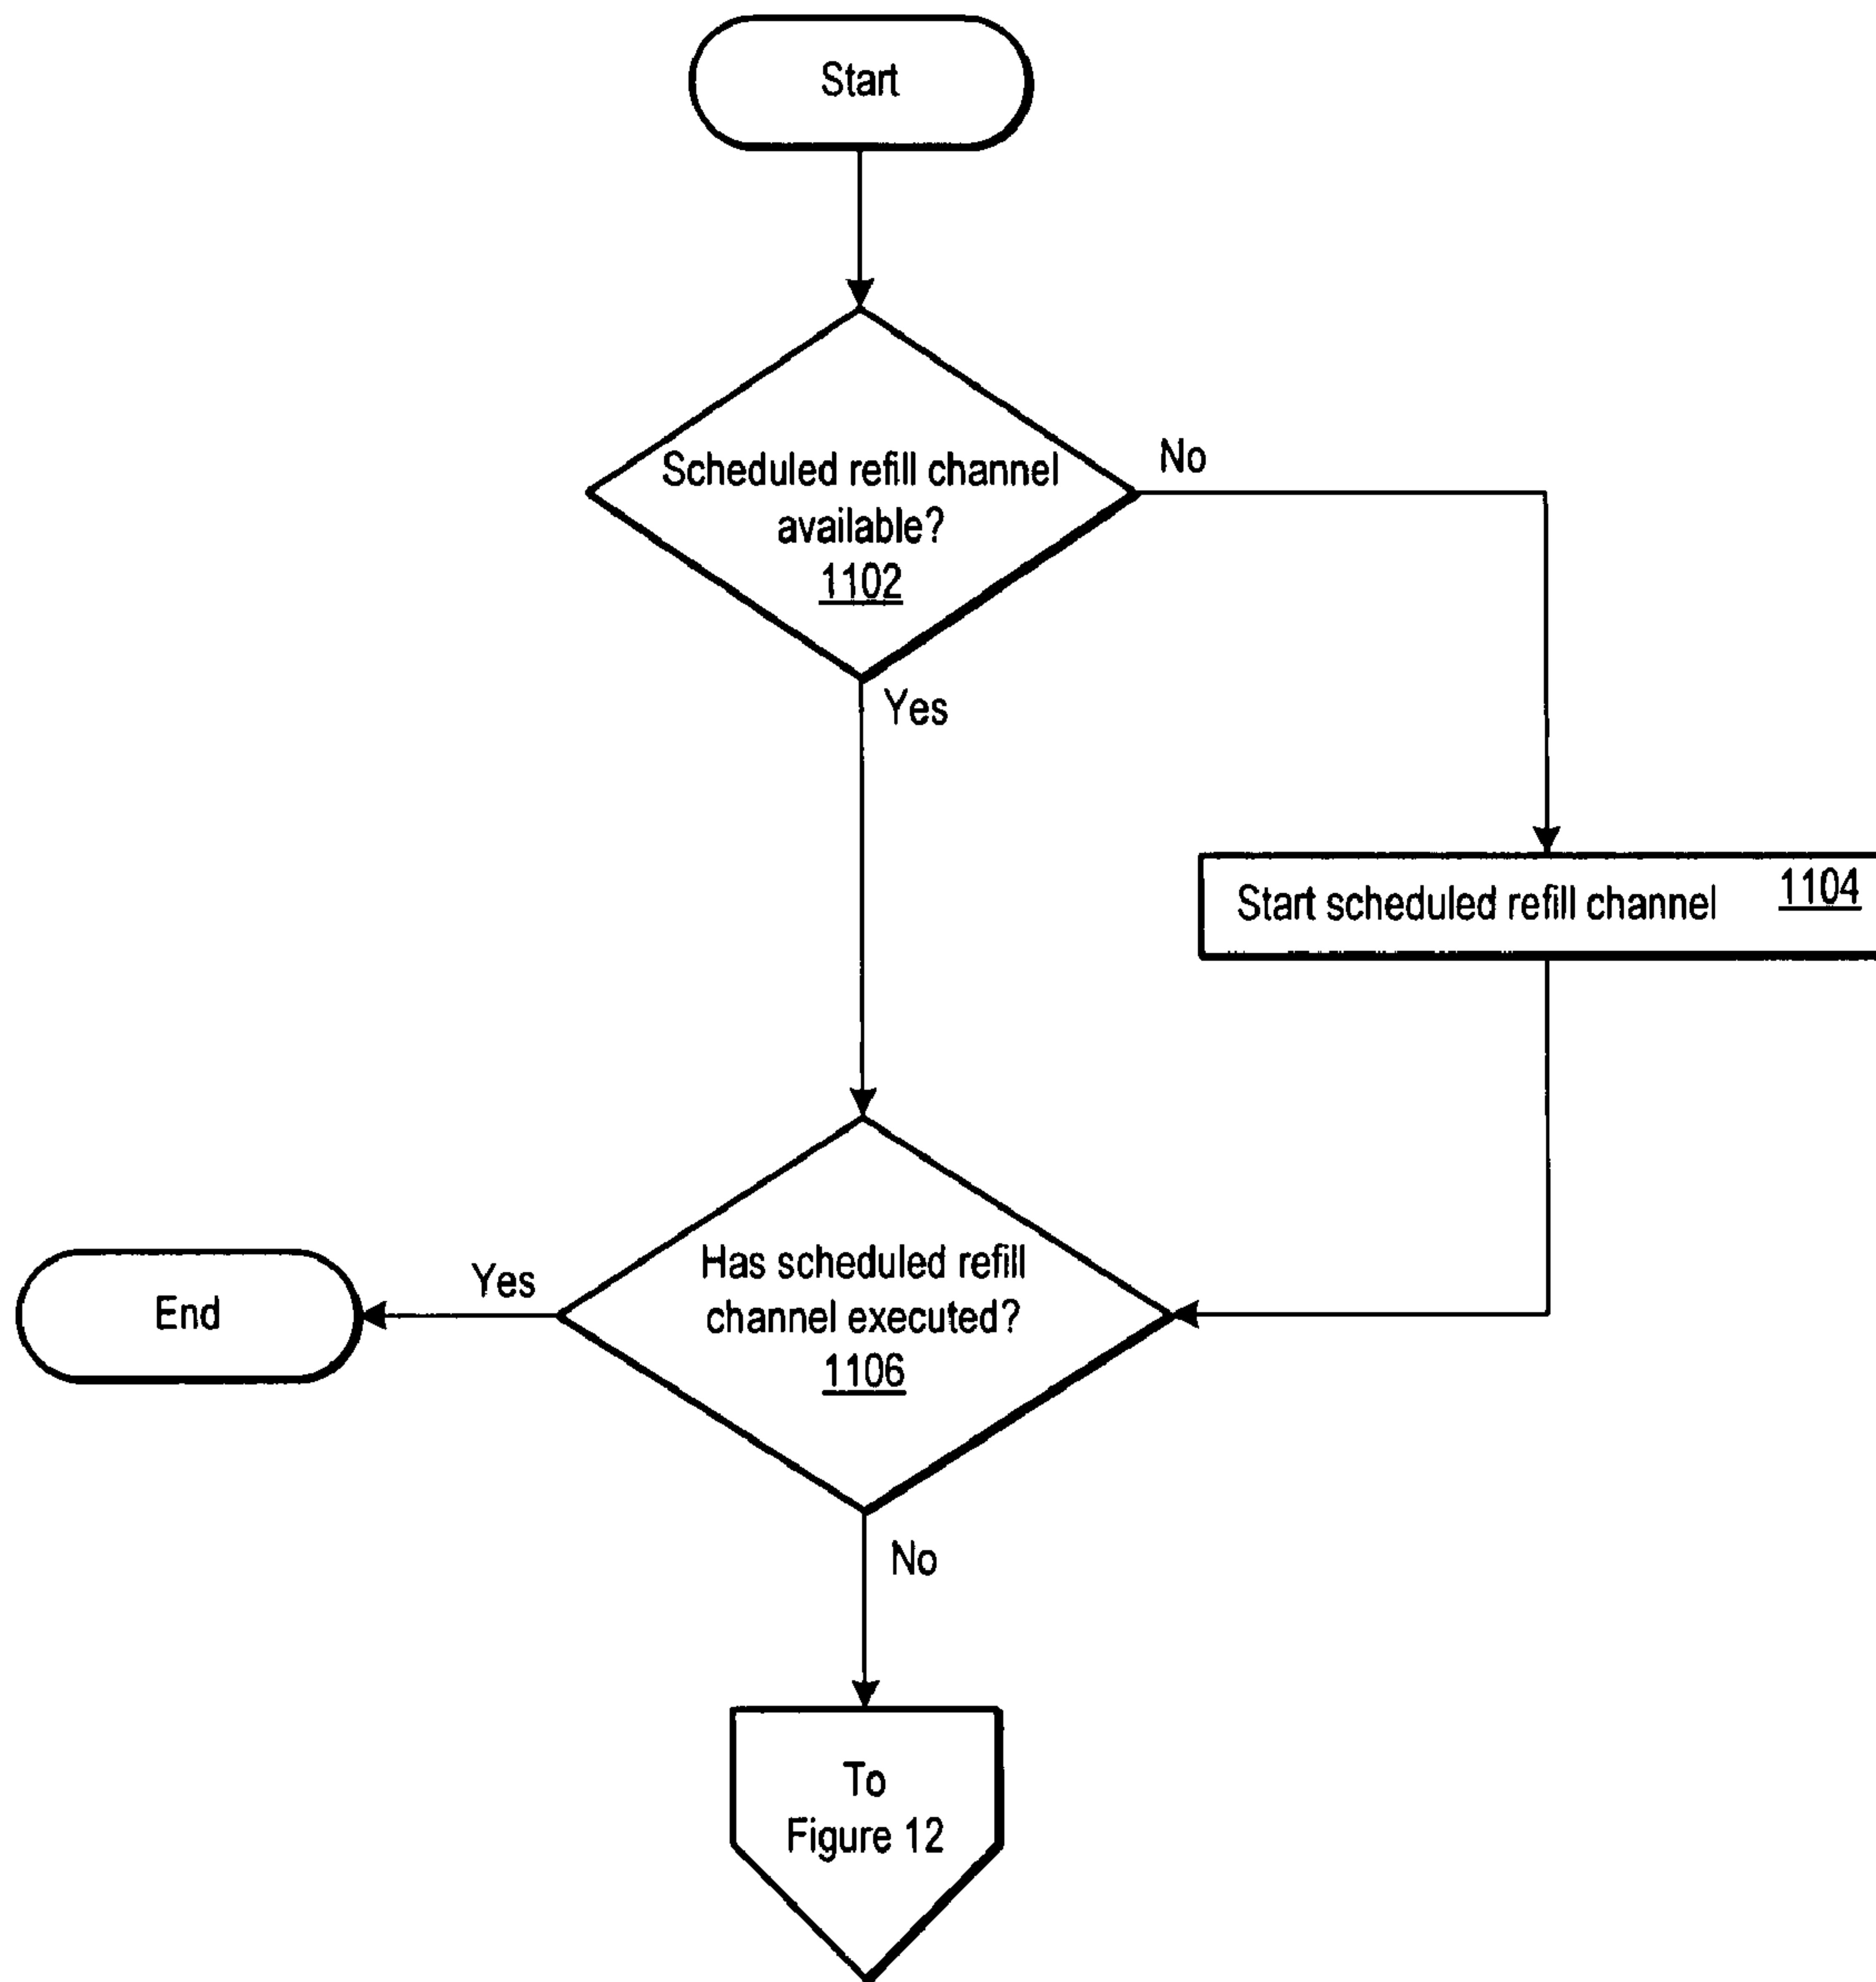 Start
Scheduled refill channel
available?
1102
No
Yes
Start scheduled refill channel 1104
Has scheduled refill
channel executed?
1106
Yes
End
No
To
Figure 12